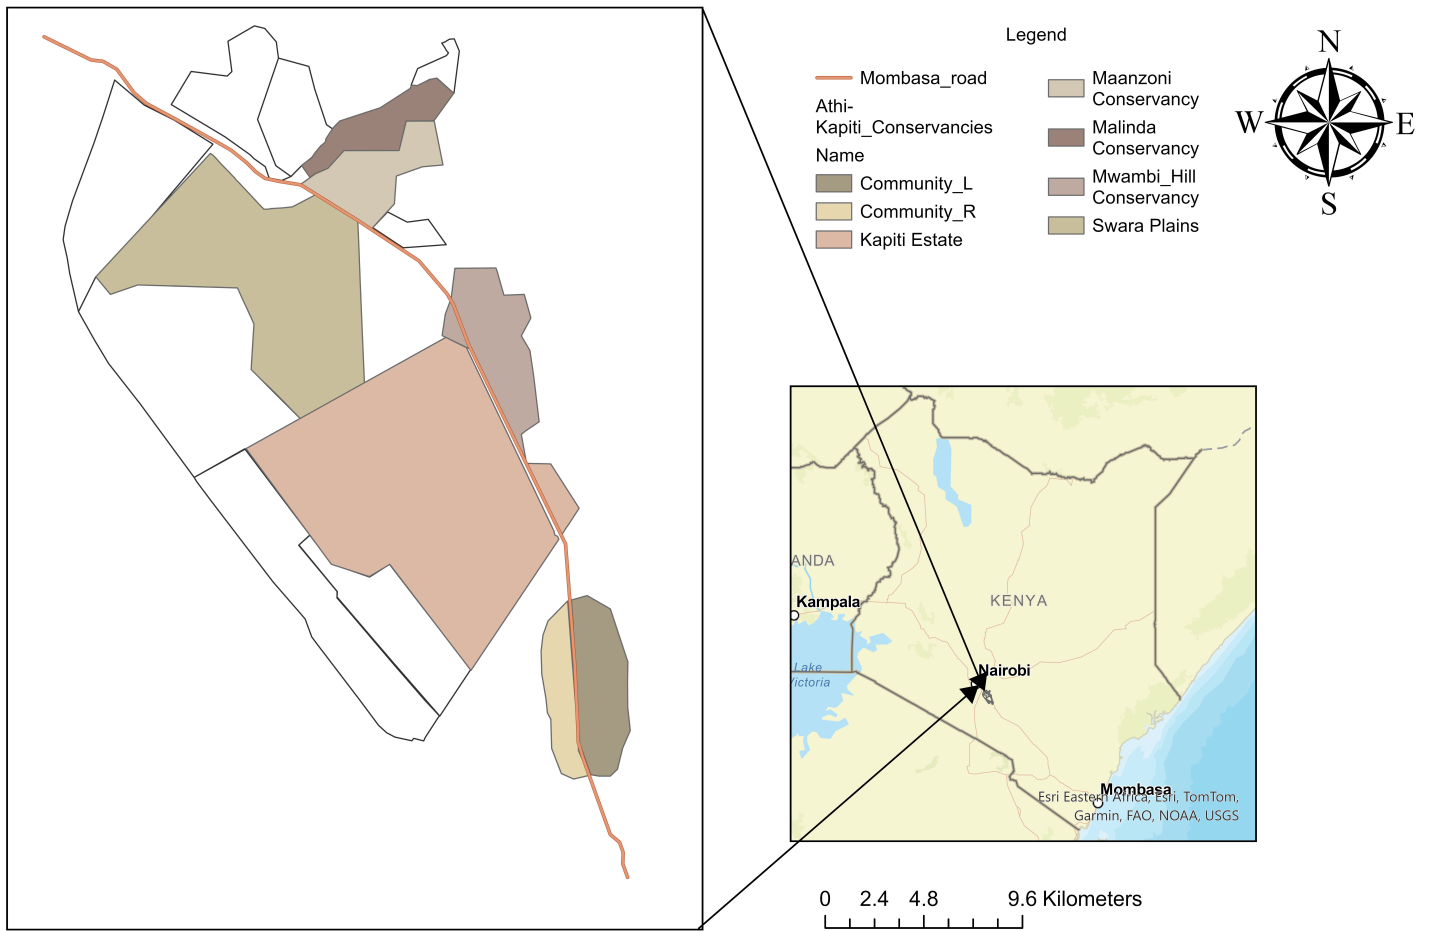 Legend
Mombasa_road
Athi-
Kapiti_Conservancies
Name
Community_L
Community_R
Kapiti Estate
Maanzoni
Conservancy
Malinda
Conservancy
Mwambi_Hill
Conservancy
Swara Plains
N
W
E
S
ANDA
Kampala
KENYA
Lake
Victoria
Nairobi
Mombasa
Esri Eastern Africa, Esri, TomTom,
Garmin, FAO, NOAA, USGS
0 2.4 4.8 9.6 Kilometers